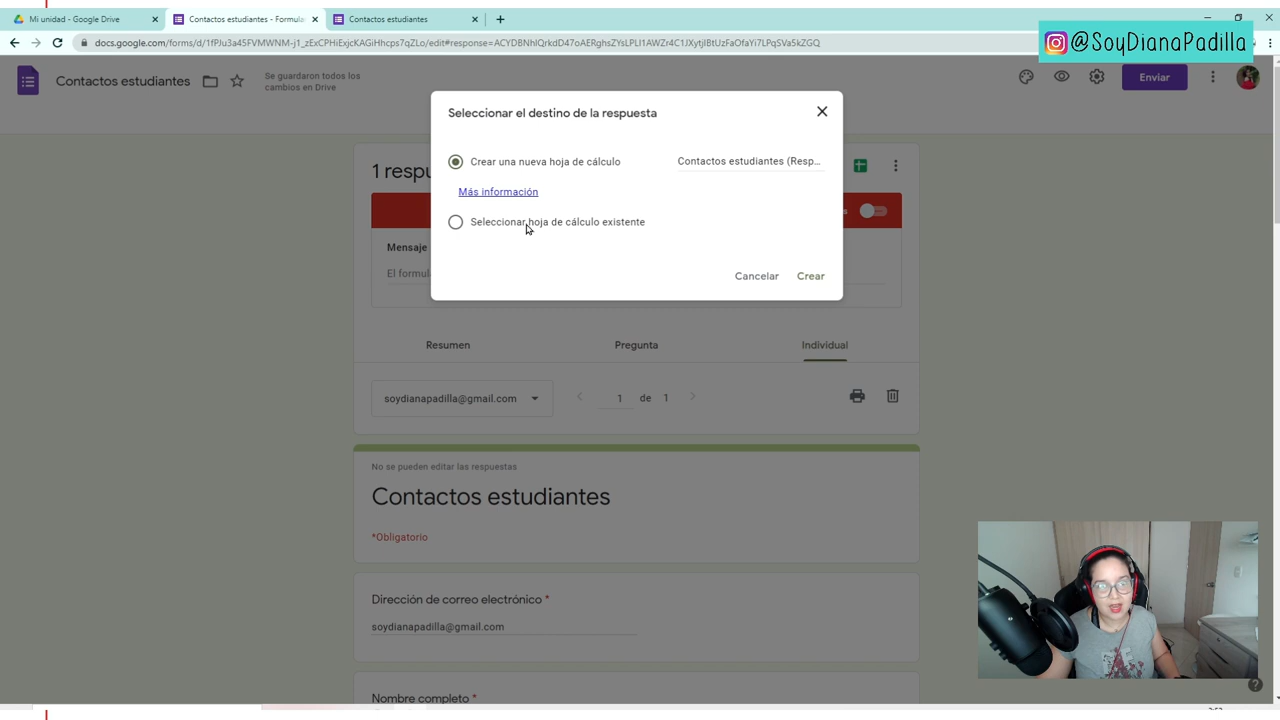 Mi unidad - Google Drive
Contactos estudiantes - Formula
Contactos estudiantes
@SoyDianaPadilla
Contactos estudiantes
Se guardaron todos los
cambios en Drive
Enviar
Seleccionar el destino de la respuesta
Crear una nueva hoja de cálculo
Contactos estudiantes (Resp...
Más información
Seleccionar hoja de cálculo existente
Cancelar
Crear
1 respu
s
Mensaje
El formul
Resumen
Pregunta
Individual
soydianapadilla@gmail.com
1 de 1
No se pueden editar las respuestas
Contactos estudiantes
*Obligatorio
Dirección de correo electrónico *
soydianapadilla@gmail.com
Nombre completo *